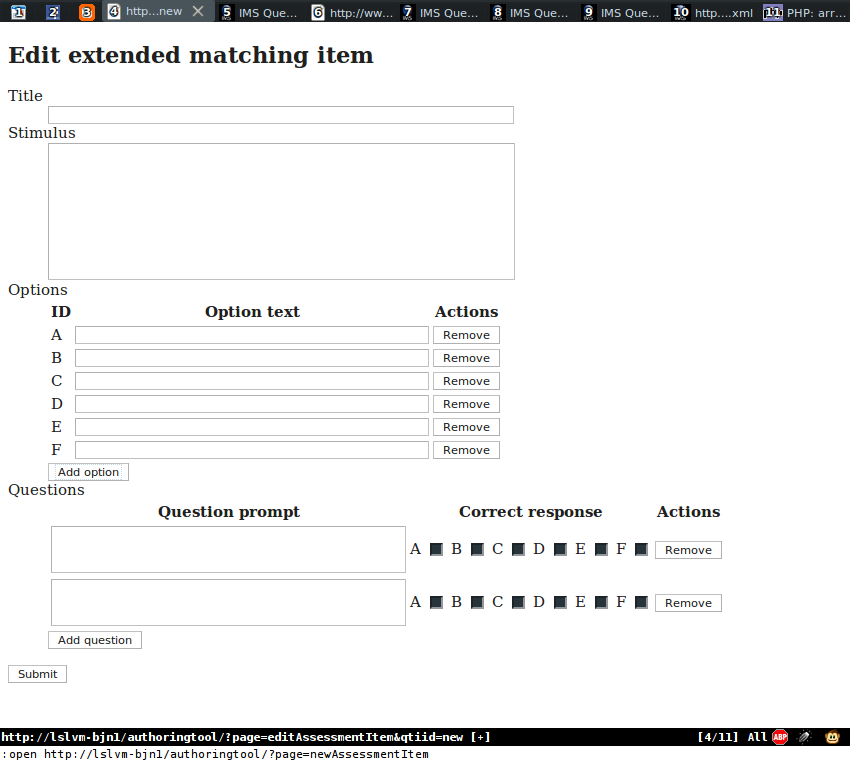 1 2 3 4 http...new 5 IMS Que... 6 http://ww... 7 IMS Que... 8 IMS Que... 9 IMS Que... 10 http....xml 11 PHP: arr...
Edit extended matching item
Title
Stimulus
Options
ID Option text Actions
A Remove
B Remove
C Remove
D Remove
E Remove
F Remove
Add option
Questions
Question prompt Correct response Actions
A B C D E F Remove
A B C D E F Remove
Add question
Submit
http://lslvm-bjn1/authoringtool/?page=editAssessmentItem&qtiid=new [+] [4/11] All ABP
:open http://lslvm-bjn1/authoringtool/?page=newAssessmentItem